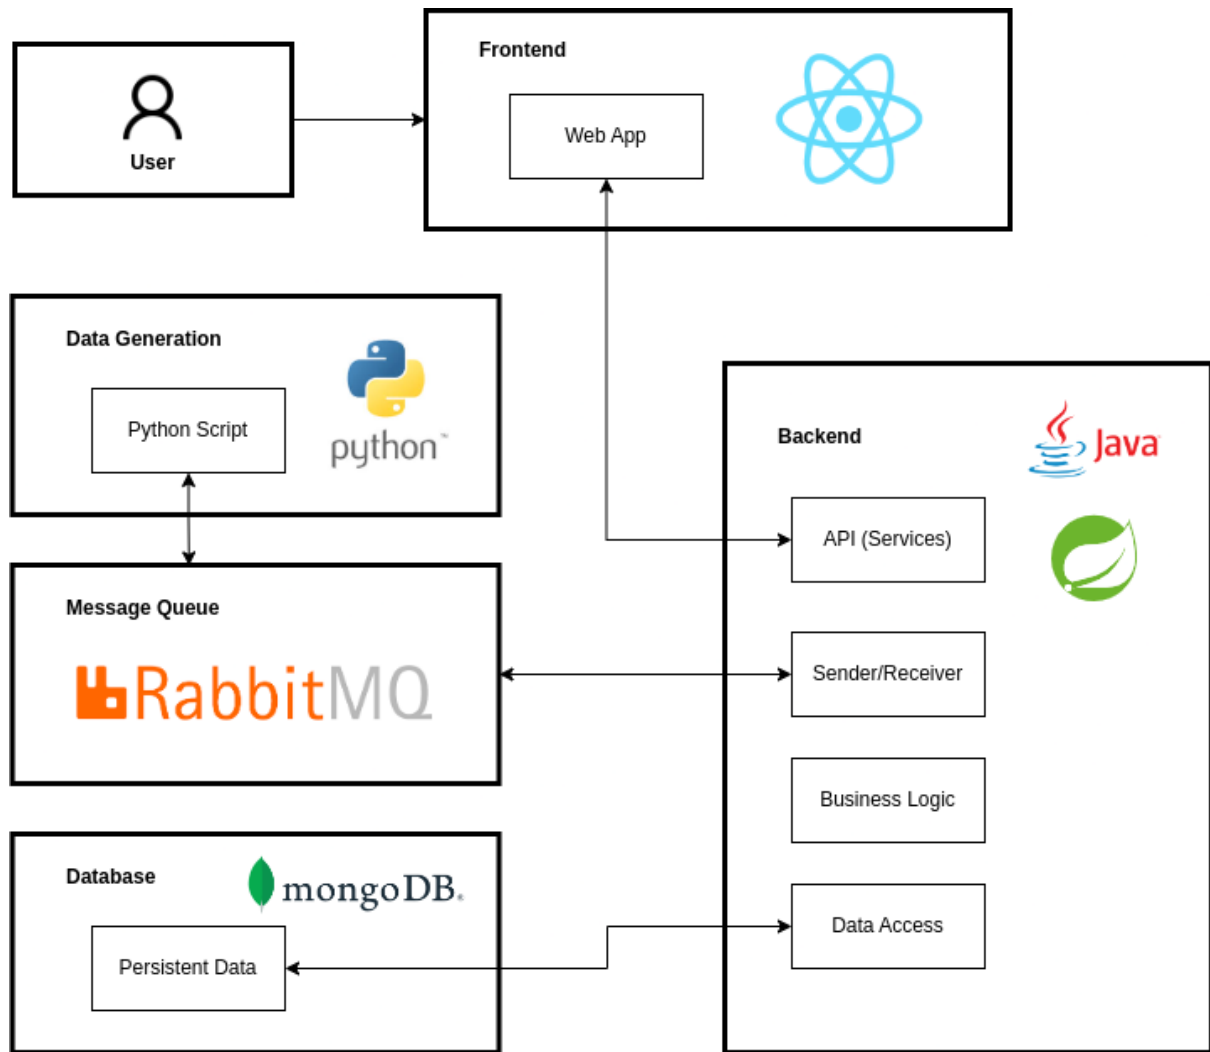 Frontend
Web App
User
Data Generation
Python Script
python™
Backend
Java
API (Services)
Message Queue
RabbitMQ
Sender/Receiver
Business Logic
Database
mongoDB®
Persistent Data
Data Access